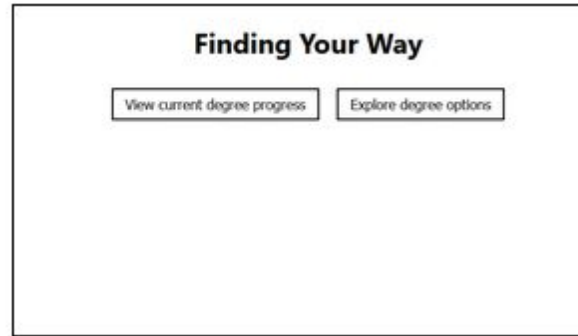 Finding Your Way
View current degree progress
Explore degree options